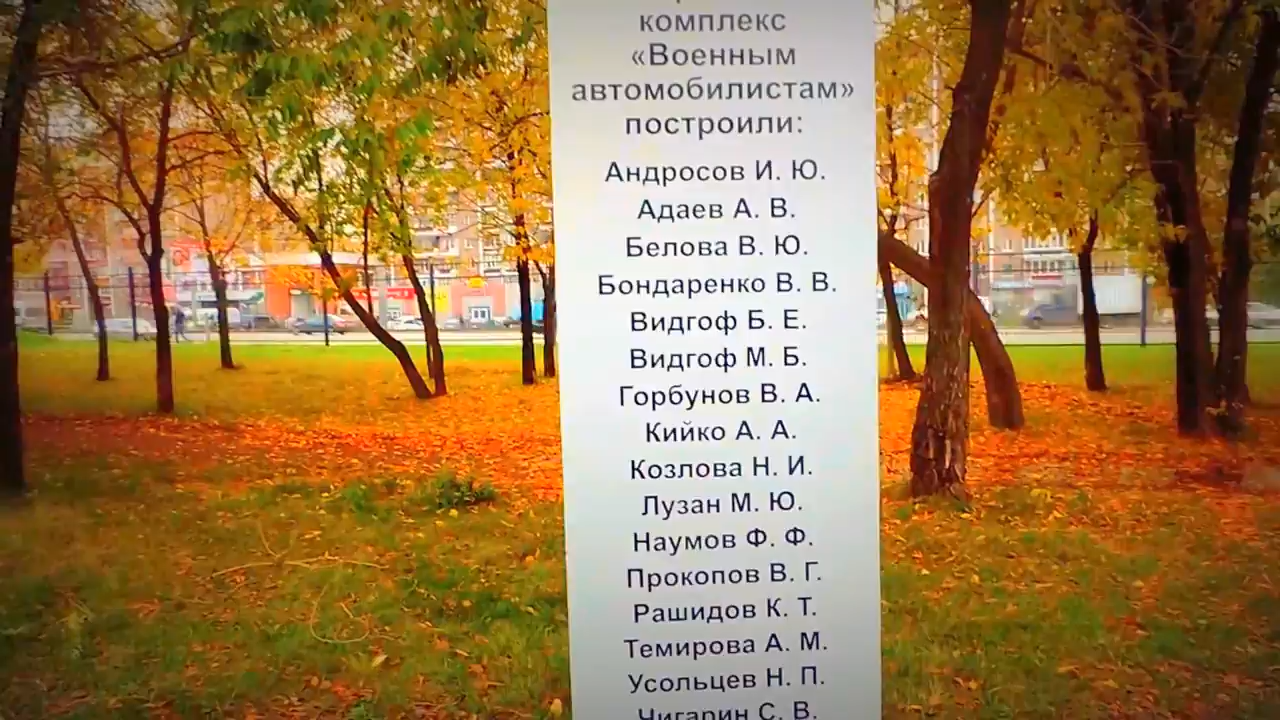 комплекс
«Военным
автомобилистам»
построили:
Андросов И. Ю.
Адаев А. В.
Белова В. Ю.
Бондаренко В. В.
Видгоф Б. Е.
Видгоф М. Б.
Горбунов В. А.
Кийко А. А.
Козлова Н. И.
Лузан М. Ю.
Наумов Ф. Ф.
Прокопов В. Г.
Рашидов К. Т.
Темирова А. М.
Усольцев Н. П.
Чигарин С. В.